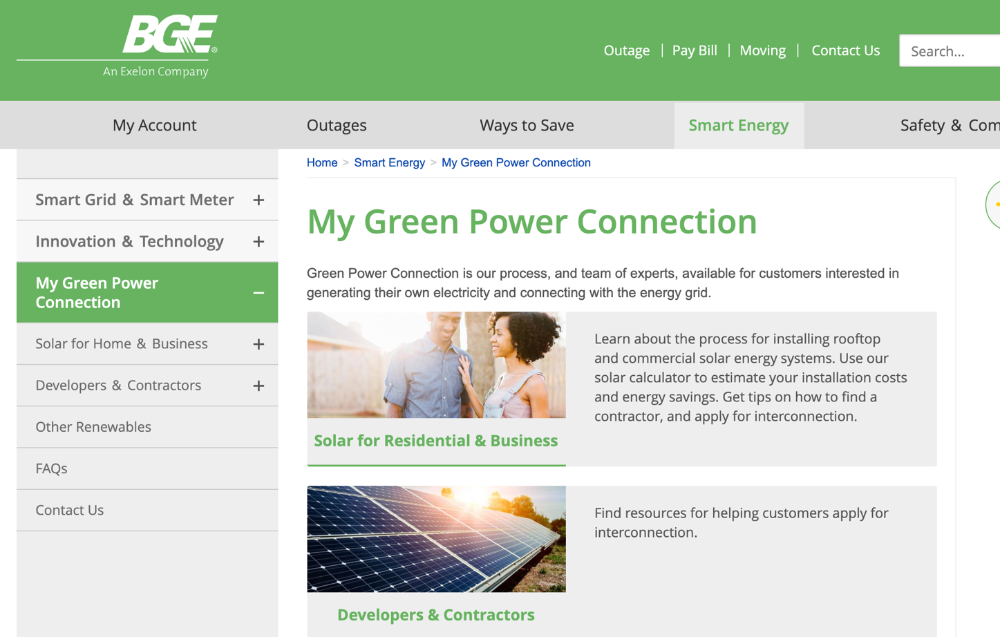 BGE®
An Exelon Company
Outage | Pay Bill | Moving | Contact Us
Search...
My Account
Outages
Ways to Save
Smart Energy
Safety & Com
Smart Grid & Smart Meter +
Innovation & Technology +
My Green Power
Connection −
Solar for Home & Business +
Developers & Contractors +
Other Renewables
FAQs
Contact Us
Home > Smart Energy > My Green Power Connection
My Green Power Connection
Green Power Connection is our process, and team of experts, available for customers interested in
generating their own electricity and connecting with the energy grid.
Solar for Residential & Business
Learn about the process for installing rooftop
and commercial solar energy systems. Use our
solar calculator to estimate your installation costs
and energy savings. Get tips on how to find a
contractor, and apply for interconnection.
Developers & Contractors
Find resources for helping customers apply for
interconnection.